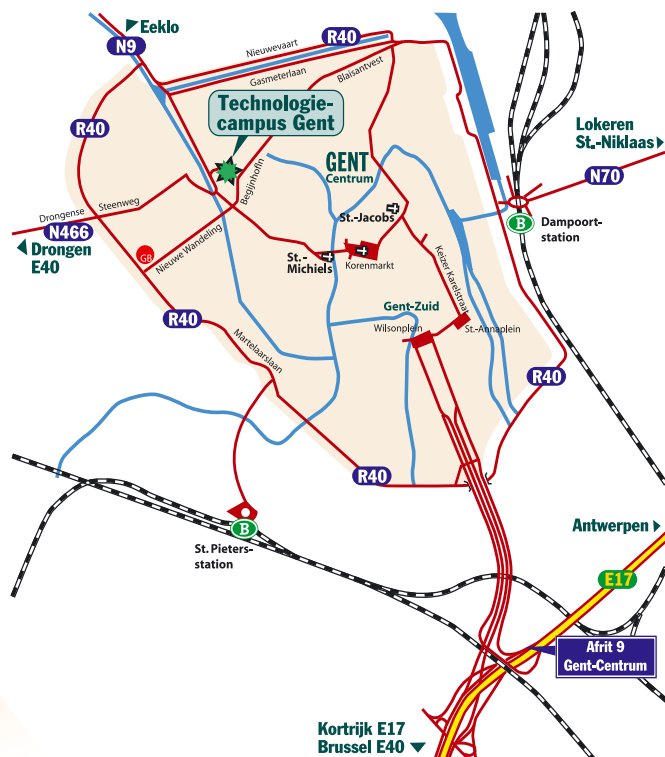 Eeklo
N9
R40
Nieuwevaart
Gasmeterlaan
Blaisantvest
Technologie-
campus Gent
R40
Lokeren
St.-Niklaas
N70
GENT
Centrum
Begijnhofln
Drongense Steenweg
N466
Drongen
E40
St.-Jacobs
B
Dampoort-
station
GB
Nieuwe Wandeling
St.-
Michiels
Korenmarkt
Keizer Karelstraat
Gent-Zuid
Wilsonplein
St.-Annaplein
R40
Martelaarslaan
R40
R40
B
St. Pieters-
station
Antwerpen
E17
Afrit 9
Gent-Centrum
Kortrijk E17
Brussel E40